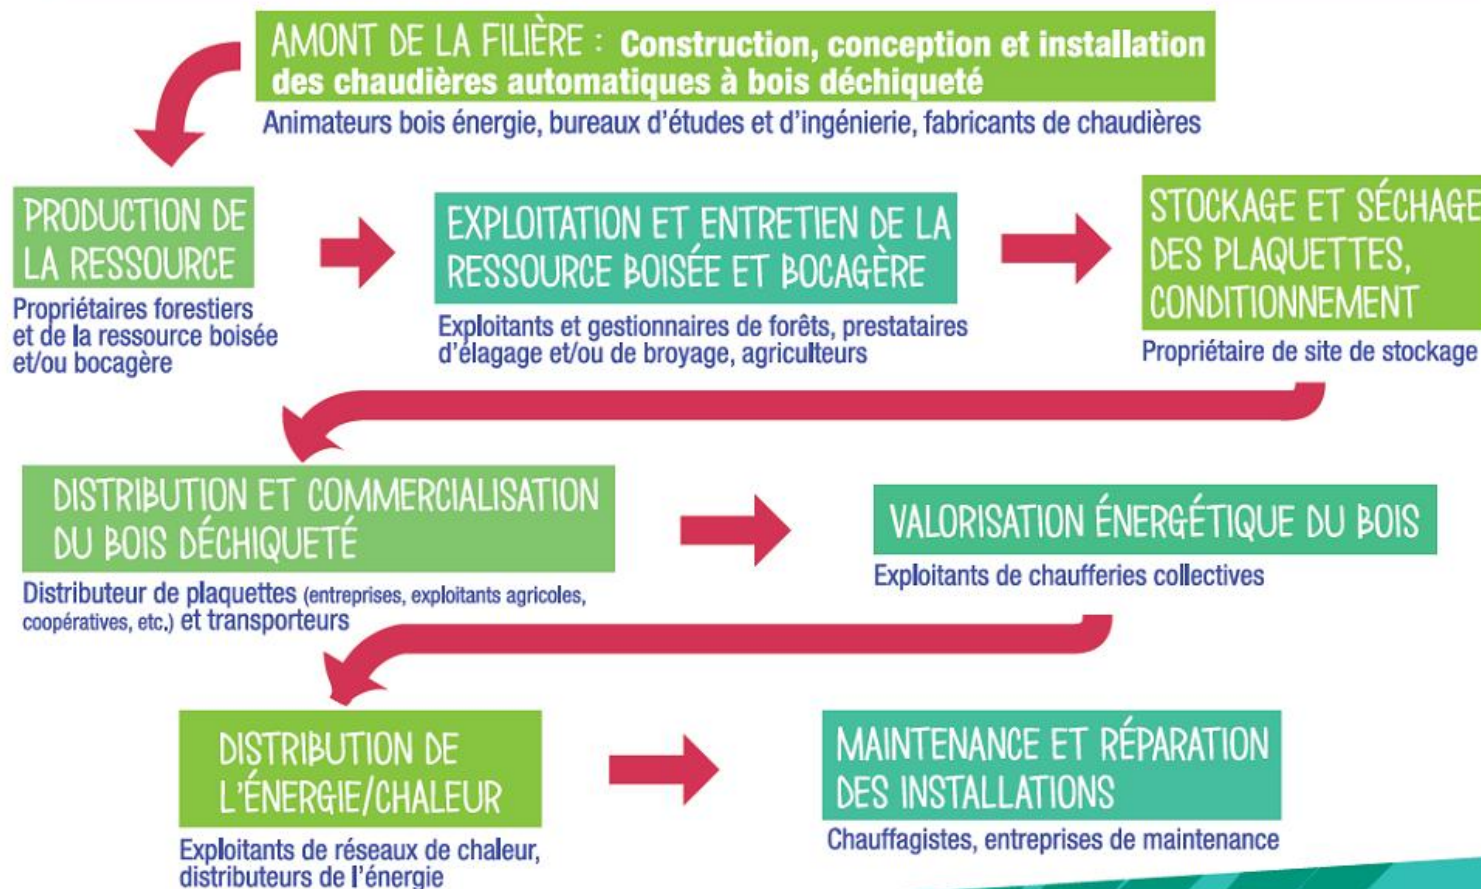 AMONT DE LA FILIÈRE : Construction, conception et installation
des chaudières automatiques à bois déchiqueté
Animateurs bois énergie, bureaux d'études et d'ingénierie, fabricants de chaudières
PRODUCTION DE
LA RESSOURCE
Propriétaires forestiers
et de la ressource boisée
et/ou bocagère
EXPLOITATION ET ENTRETIEN DE LA
RESSOURCE BOISÉE ET BOCAGÈRE
Exploitants et gestionnaires de forêts, prestataires
d'élagage et/ou de broyage, agriculteurs
STOCKAGE ET SÉCHAGE
DES PLAQUETTES,
CONDITIONNEMENT
Propriétaire de site de stockage
DISTRIBUTION ET COMMERCIALISATION
DU BOIS DÉCHIQUETÉ
Distributeur de plaquettes (entreprises, exploitants agricoles,
coopératives, etc.) et transporteurs
VALORISATION ÉNERGÉTIQUE DU BOIS
Exploitants de chaufferies collectives
DISTRIBUTION DE
L'ÉNERGIE/CHALEUR
Exploitants de réseaux de chaleur,
distributeurs de l'énergie
MAINTENANCE ET RÉPARATION
DES INSTALLATIONS
Chauffagistes, entreprises de maintenance